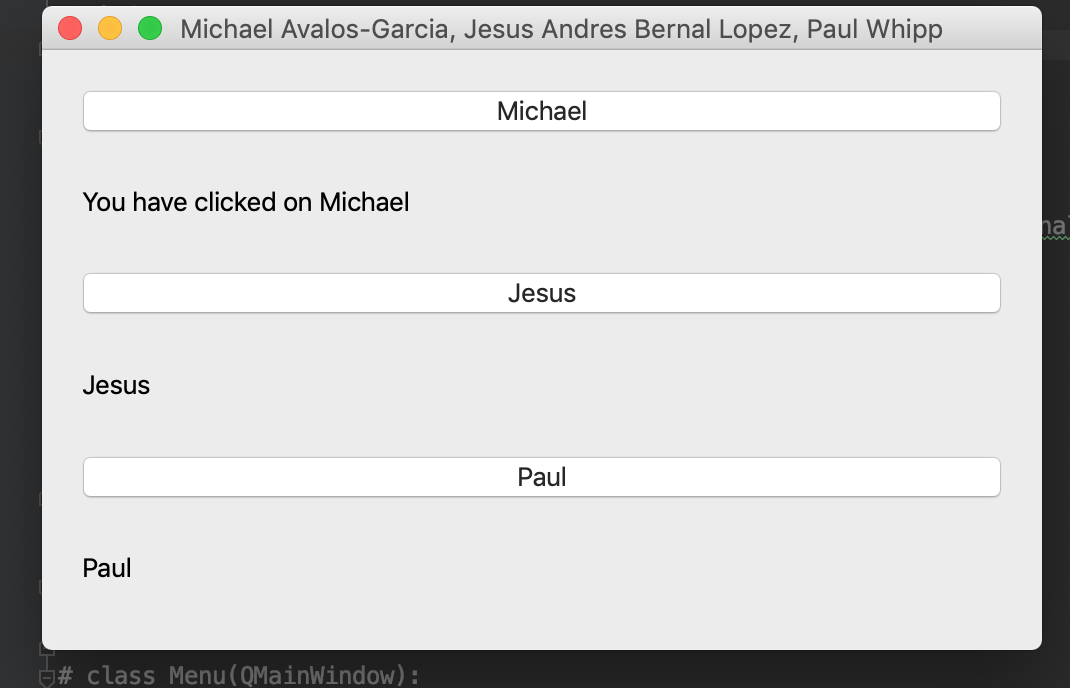 Michael Avalos-Garcia, Jesus Andres Bernal Lopez, Paul Whipp
Michael
You have clicked on Michael
Jesus
Jesus
Paul
Paul
# class Menu(QMainWindow):